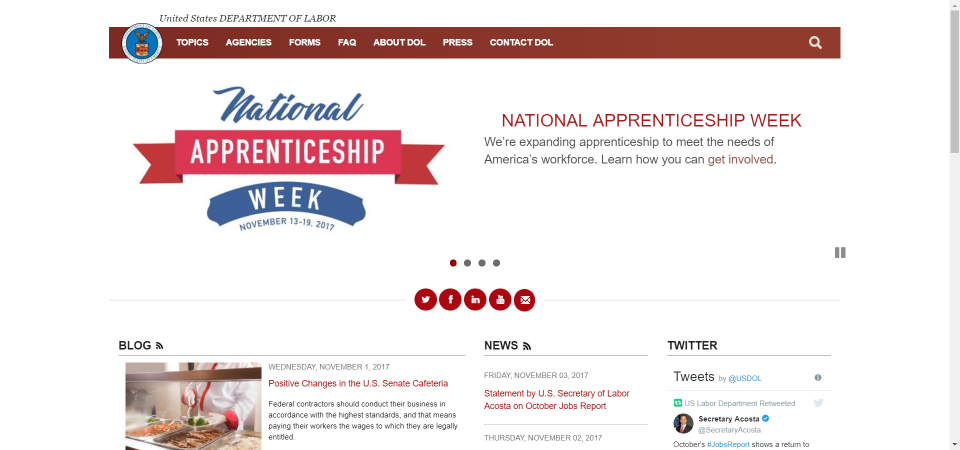 United States DEPARTMENT OF LABOR
TOPICS AGENCIES FORMS FAQ ABOUT DOL PRESS CONTACT DOL
National
APPRENTICESHIP
WEEK
NOVEMBER 13-19, 2017
NATIONAL APPRENTICESHIP WEEK
We're expanding apprenticeship to meet the needs of
America's workforce. Learn how you can get involved.
BLOG
WEDNESDAY, NOVEMBER 1, 2017
Positive Changes in the U.S. Senate Cafeteria
Federal contractors should conduct their business in
accordance with the highest standards, and that means
paying their workers the wages to which they are legally
entitled.
NEWS
FRIDAY, NOVEMBER 03, 2017
Statement by U.S. Secretary of Labor
Acosta on October Jobs Report
THURSDAY, NOVEMBER 02, 2017
TWITTER
Tweets by @USDOL
US Labor Department Retweeted
Secretary Acosta
@SecretaryAcosta
October's #JobsReport shows a return to